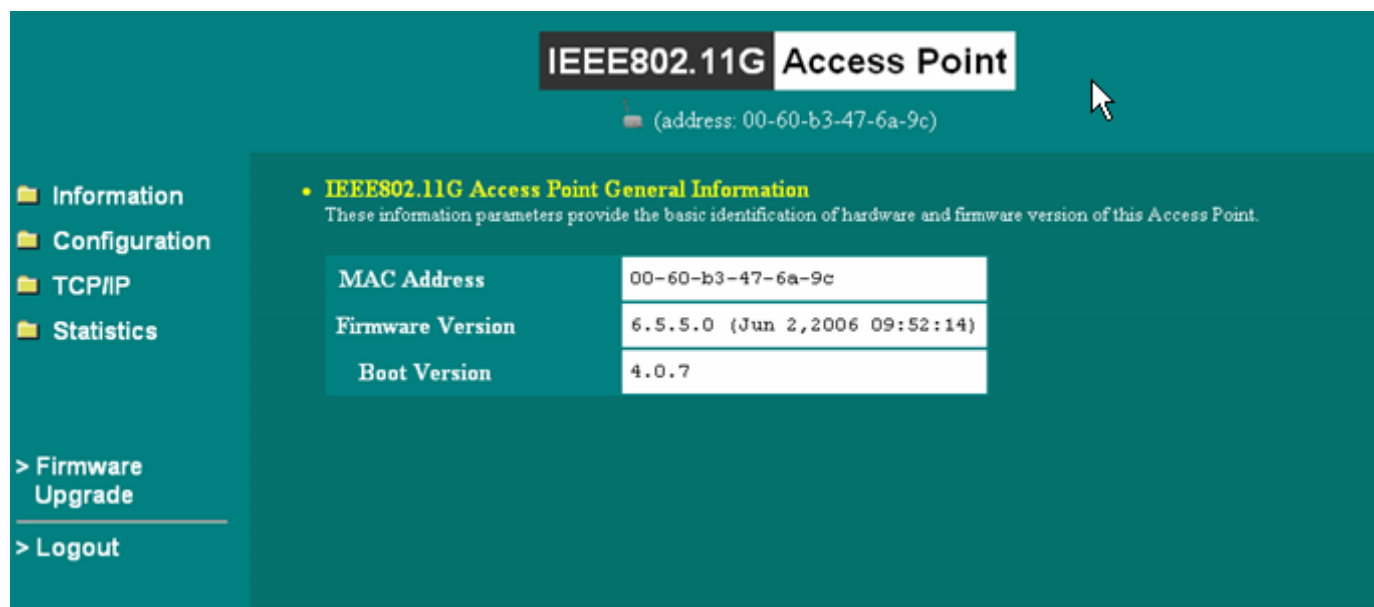 IEEE802.11G Access Point
(address: 00-60-b3-47-6a-9c)
Information
Configuration
TCP/IP
Statistics
> Firmware
Upgrade
> Logout
IEEE802.11G Access Point General Information
These information parameters provide the basic identification of hardware and firmware version of this Access Point.
MAC Address 00-60-b3-47-6a-9c
Firmware Version 6.5.5.0 (Jun 2,2006 09:52:14)
Boot Version 4.0.7